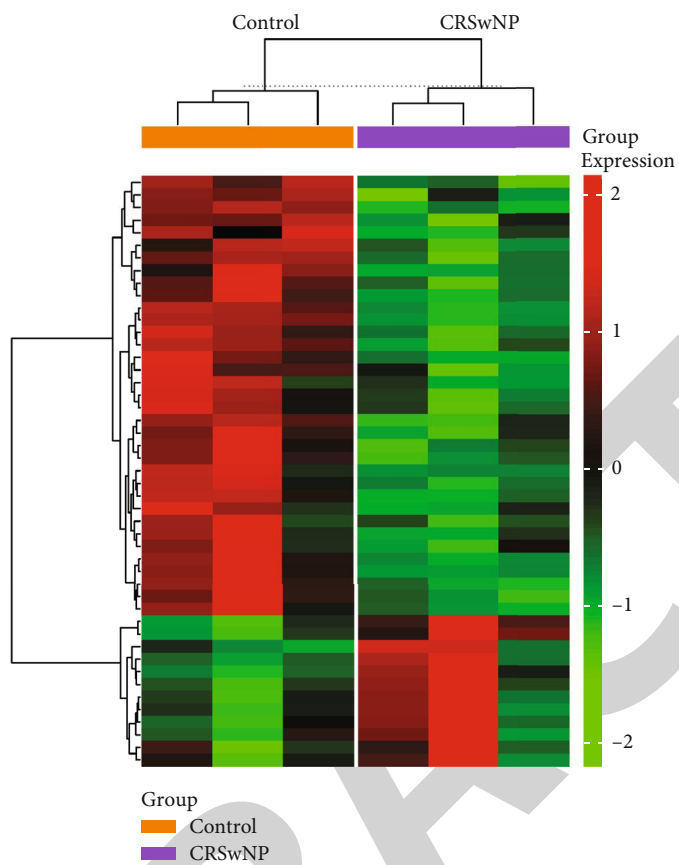 Control
CRSwNP
Group
Expression
2
1
0
−1
−2
Group
Control
CRSwNP